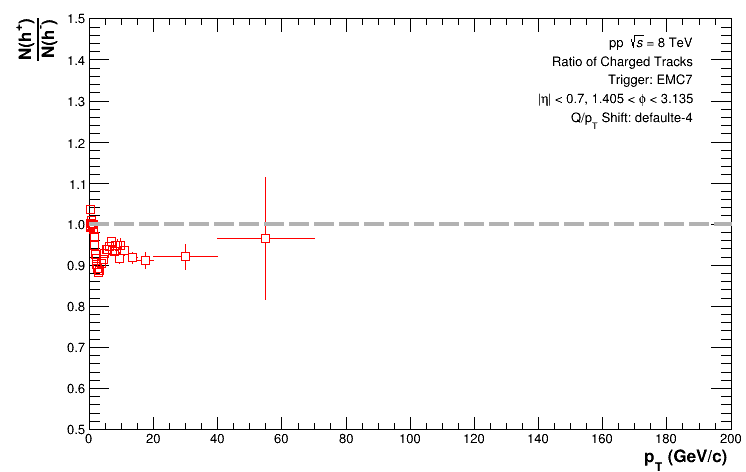 N(h⁺)
N(h⁻)
1.5
1.4
1.3
1.2
1.1
1.0
0.9
0.8
0.7
0.6
0.5
pp √s = 8 TeV
Ratio of Charged Tracks
Trigger: EMC7
|η| < 0.7, 1.405 < ϕ < 3.135
Q/p_T Shift: defaulte-4
0 20 40 60 80 100 120 140 160 180 200
p_T (GeV/c)